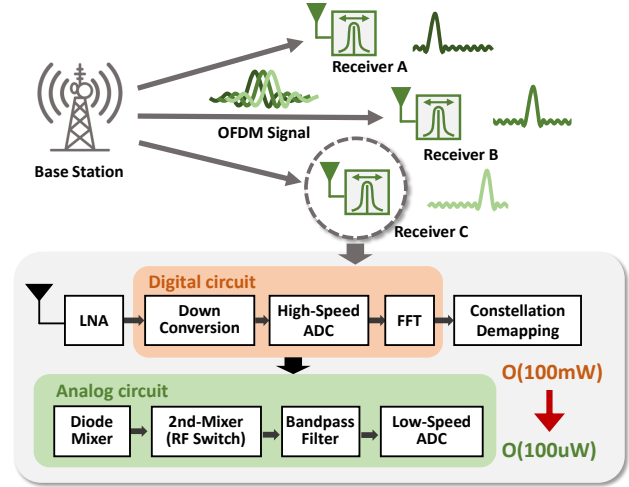 Receiver A
OFDM Signal
Base Station
Receiver B
Receiver C
Digital circuit
LNA
Down
Conversion
High-Speed
ADC
FFT
Constellation
Demapping
Analog circuit
Diode
Mixer
2nd-Mixer
(RF Switch)
Bandpass
Filter
Low-Speed
ADC
O(100mW)
O(100uW)